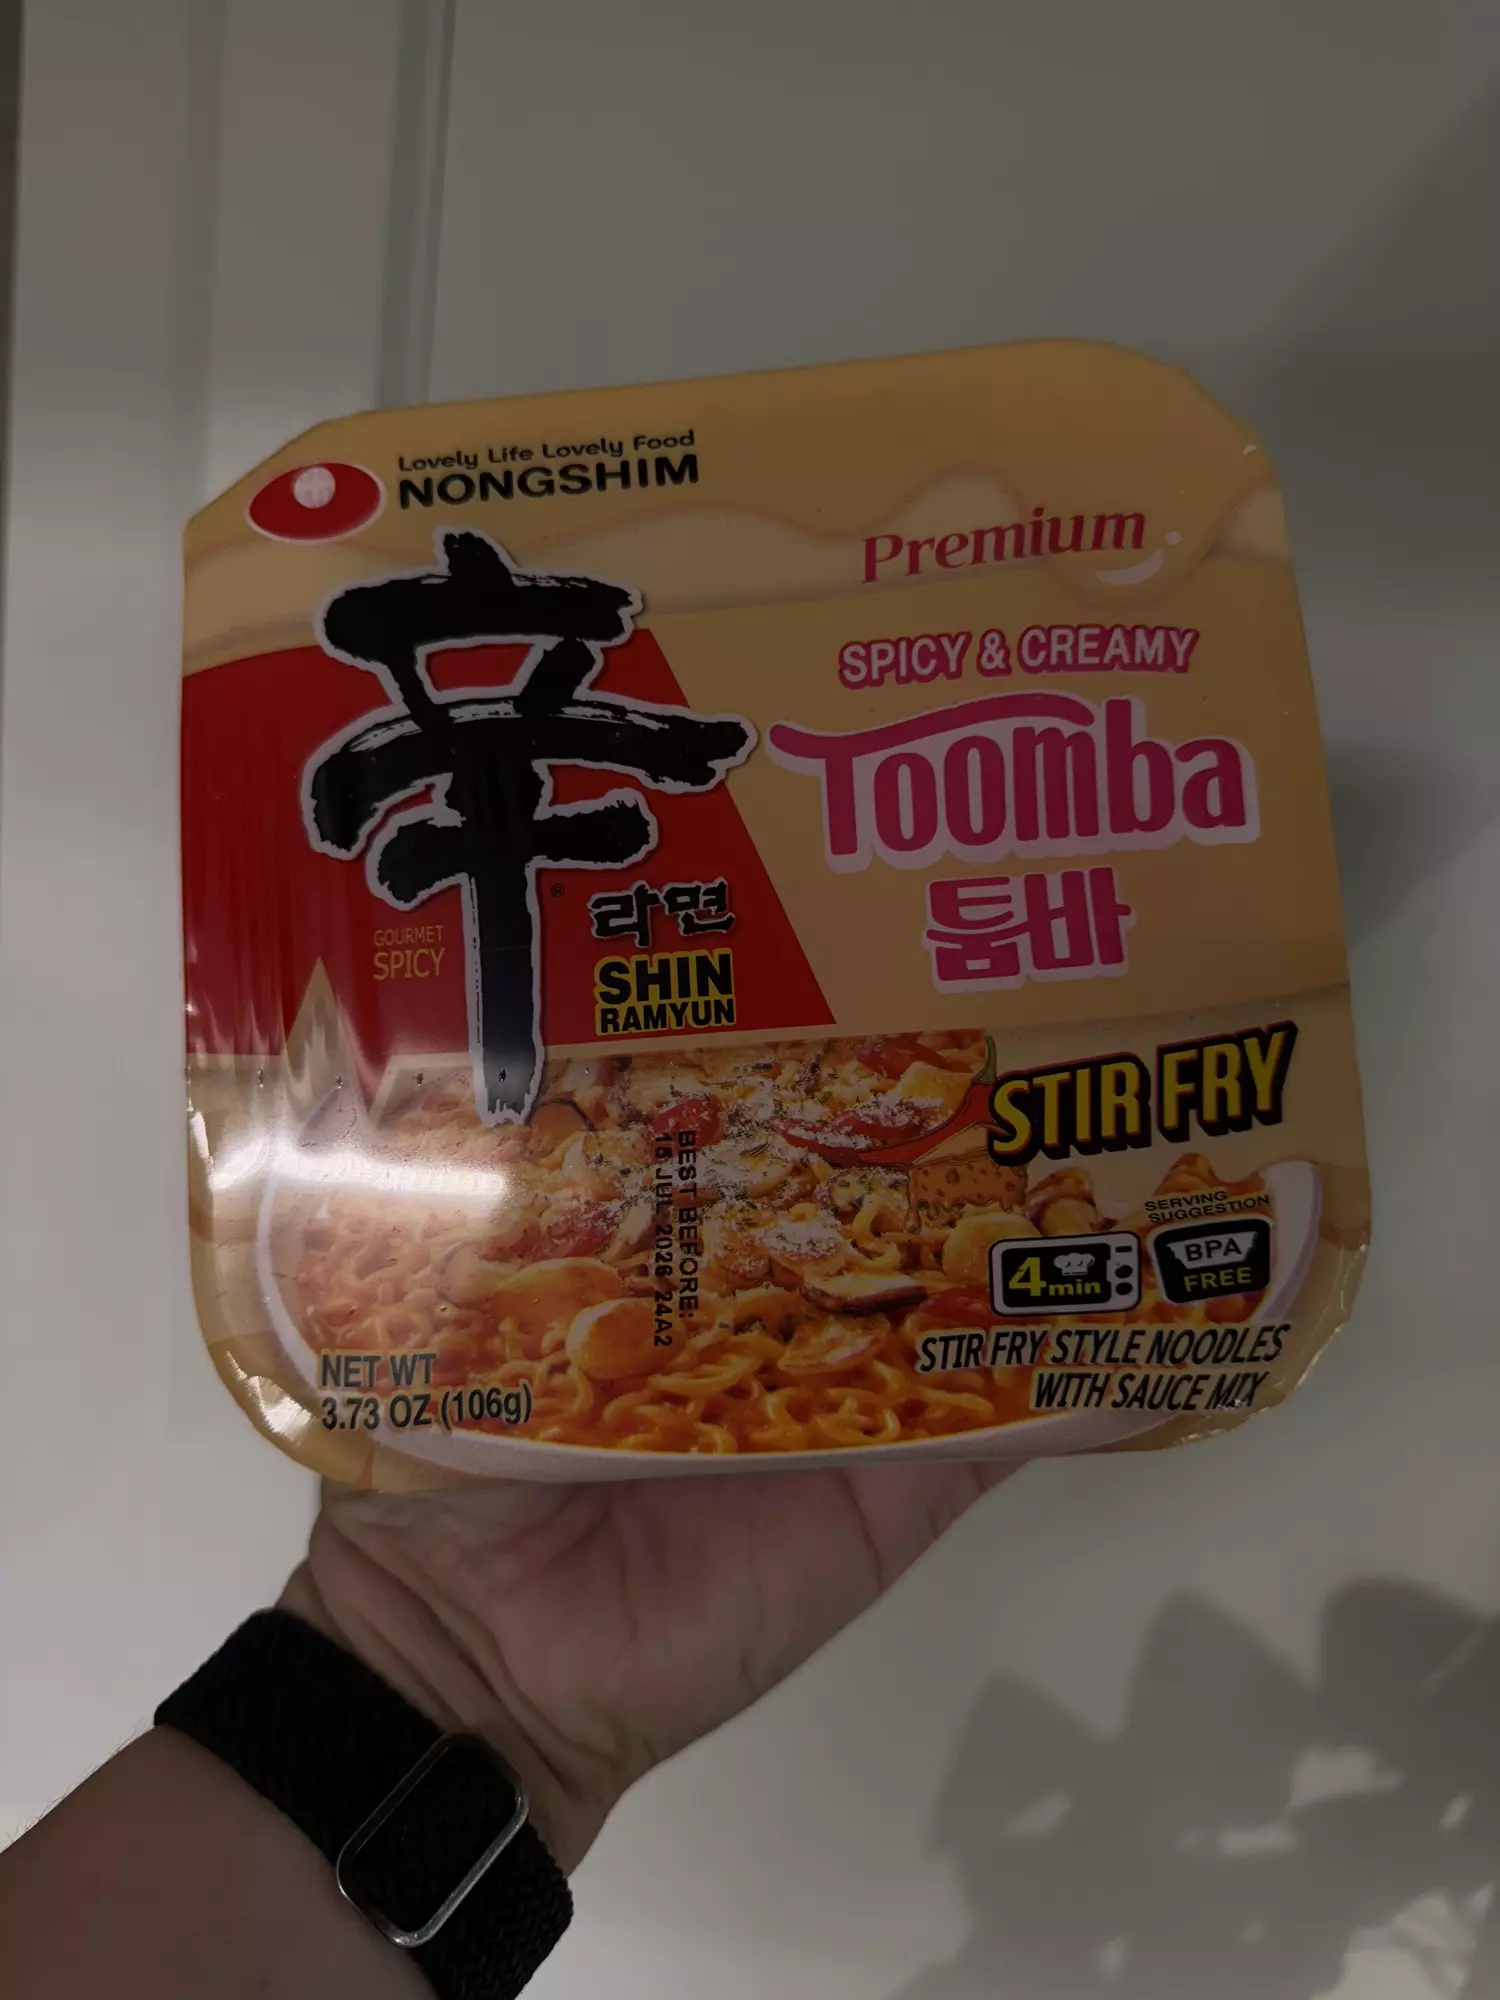 Lovely Life Lovely Food
NONGSHIM
Premium
SPICY & CREAMY
Toomba
툼바
辛
®
라면
SHIN
RAMYUN
GOURMET
SPICY
STIR FRY
SERVING
SUGGESTION
4min
BPA
FREE
STIR FRY STYLE NOODLES
WITH SAUCE MIX
BEST BEFORE:
15 JUL 2026 24A2
NET WT
3.73 OZ (106g)